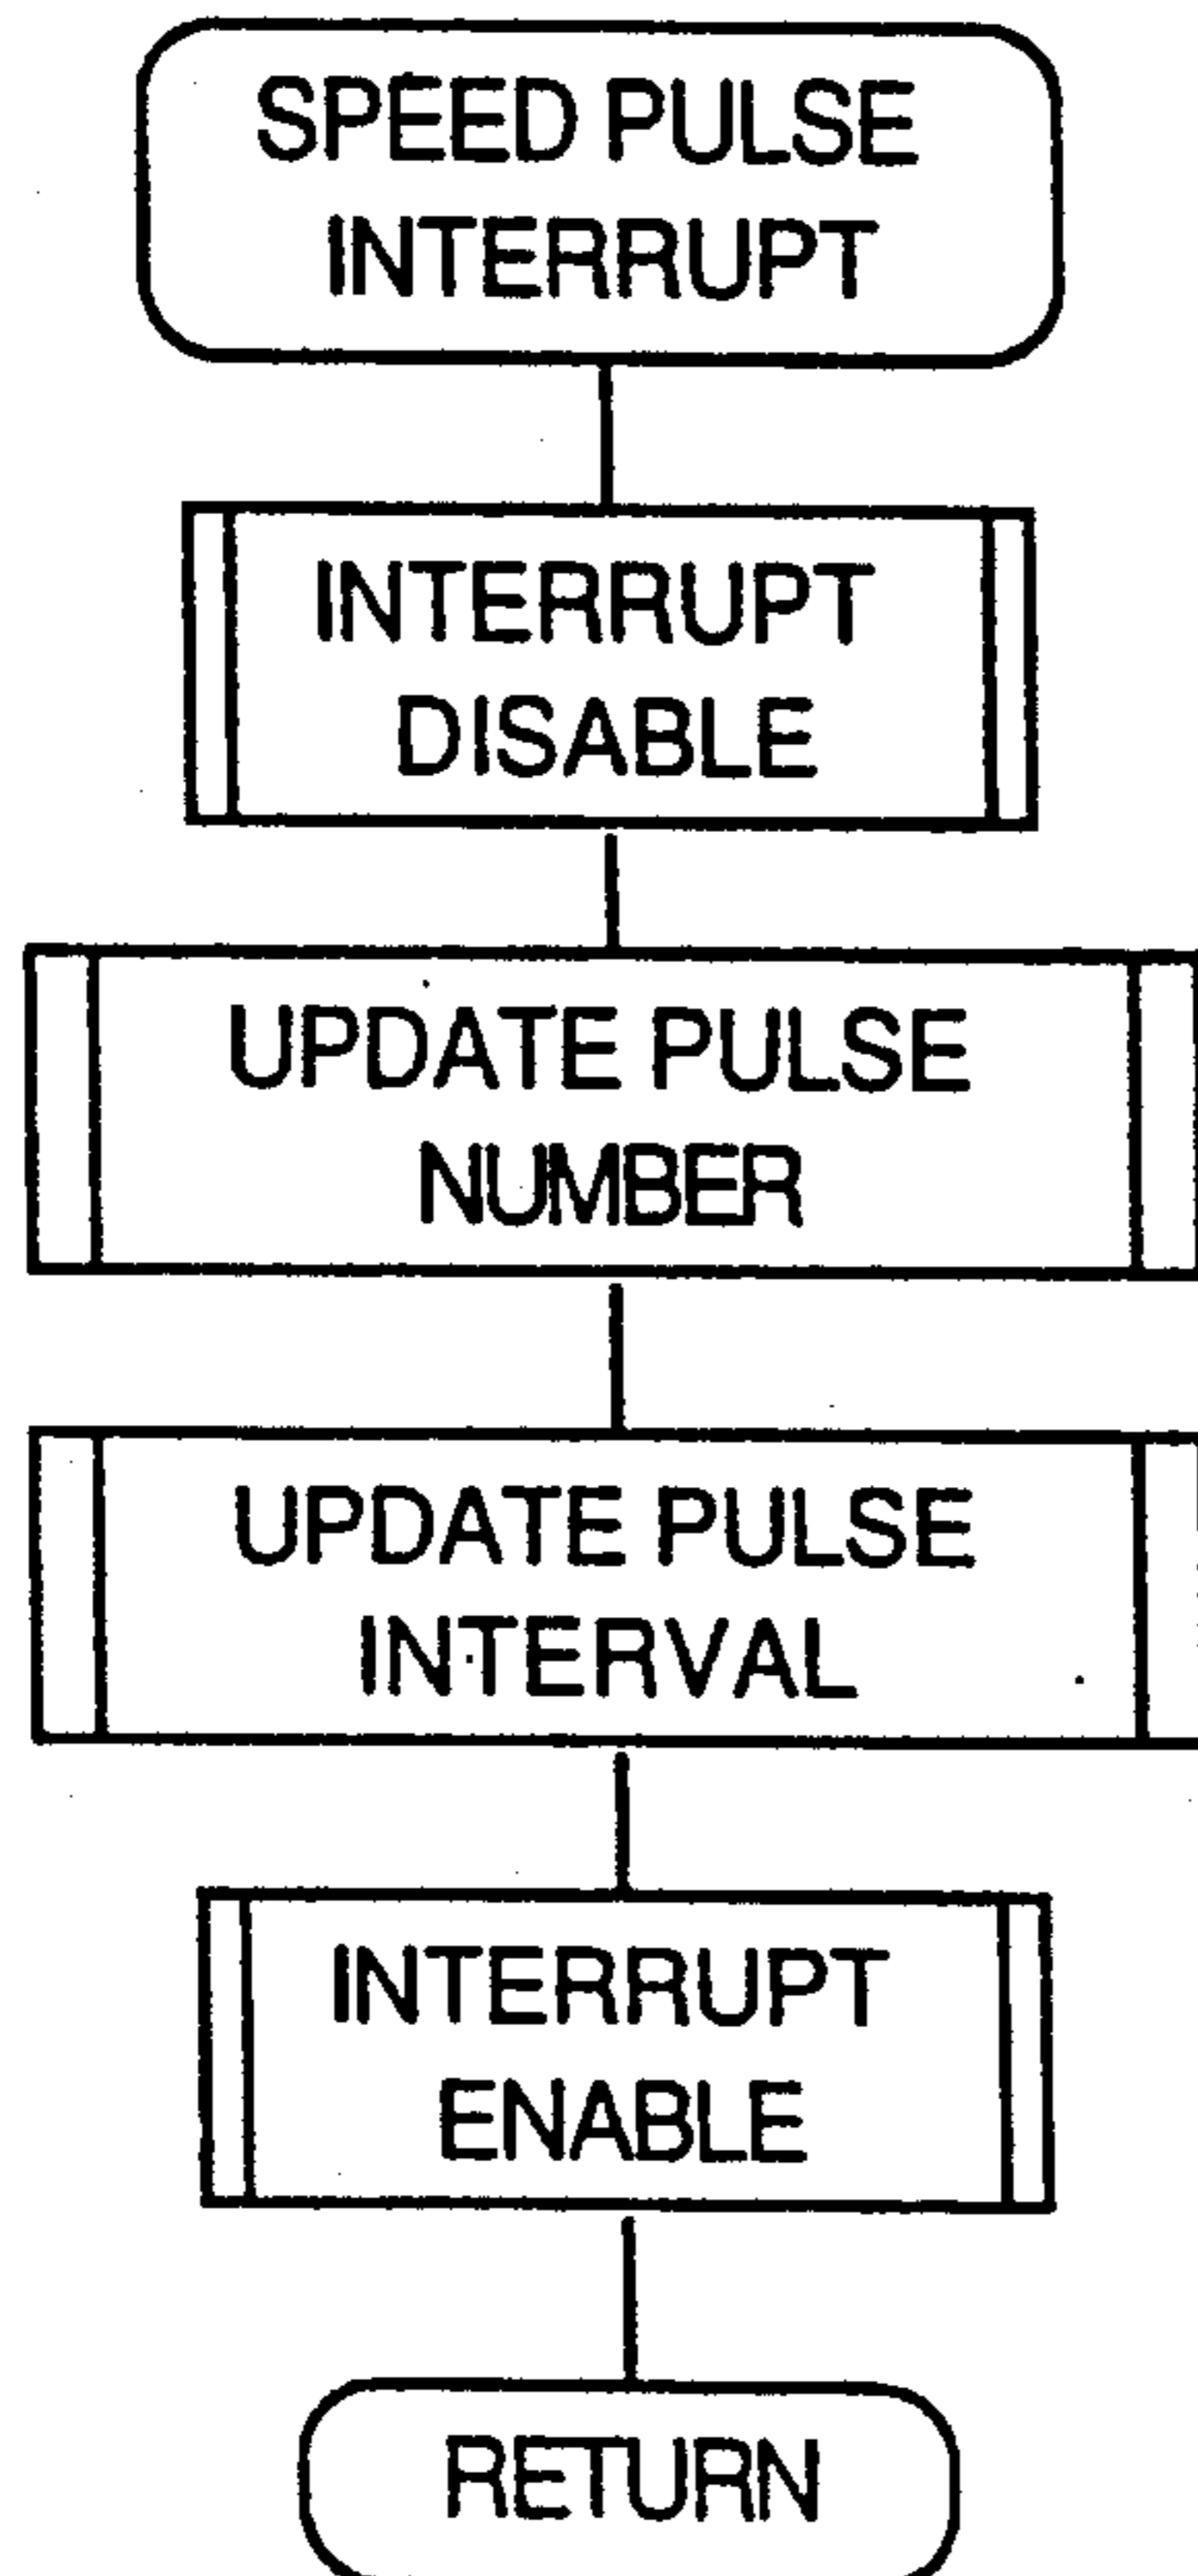 SPEED PULSE
INTERRUPT
INTERRUPT
DISABLE
UPDATE PULSE
NUMBER
UPDATE PULSE
INTERVAL
INTERRUPT
ENABLE
RETURN